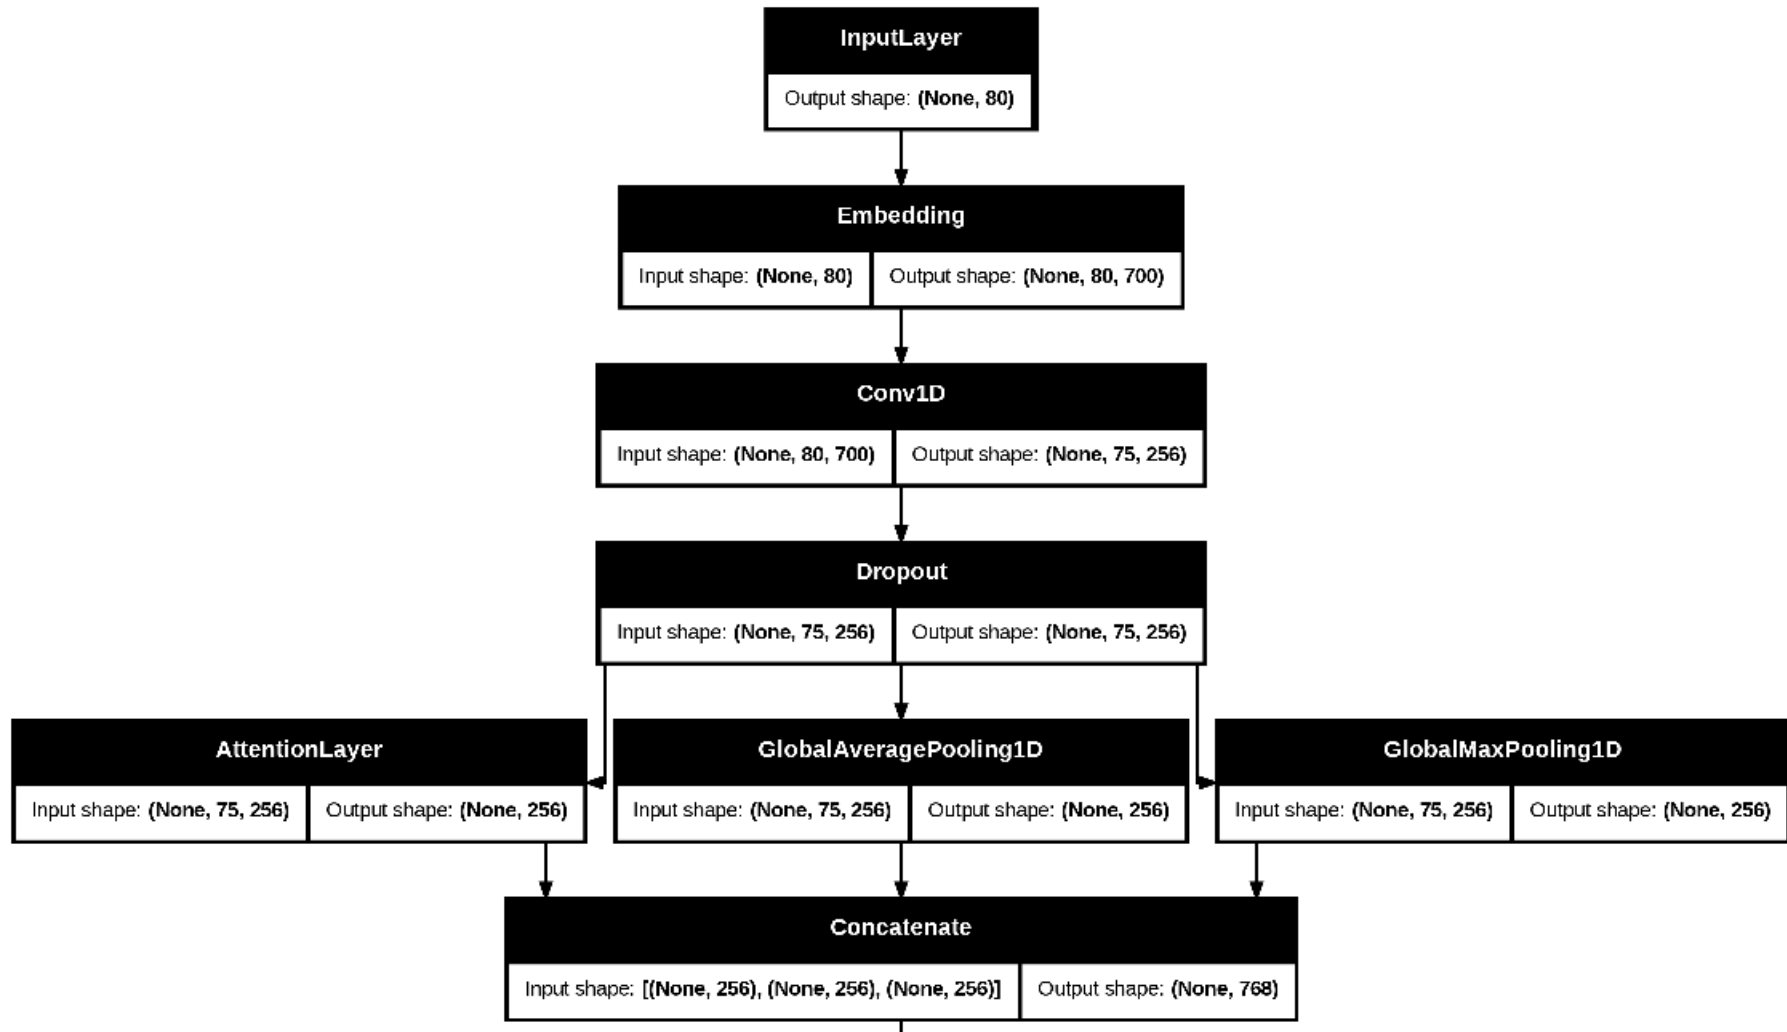 InputLayer
Output shape: (None, 80)
Embedding
Input shape: (None, 80) Output shape: (None, 80, 700)
Conv1D
Input shape: (None, 80, 700) Output shape: (None, 75, 256)
Dropout
Input shape: (None, 75, 256) Output shape: (None, 75, 256)
AttentionLayer GlobalAveragePooling1D GlobalMaxPooling1D
Input shape: (None, 75, 256) Output shape: (None, 256) Input shape: (None, 75, 256) Output shape: (None, 256) Input shape: (None, 75, 256) Output shape: (None, 256)
Concatenate
Input shape: [(None, 256), (None, 256), (None, 256)] Output shape: (None, 768)